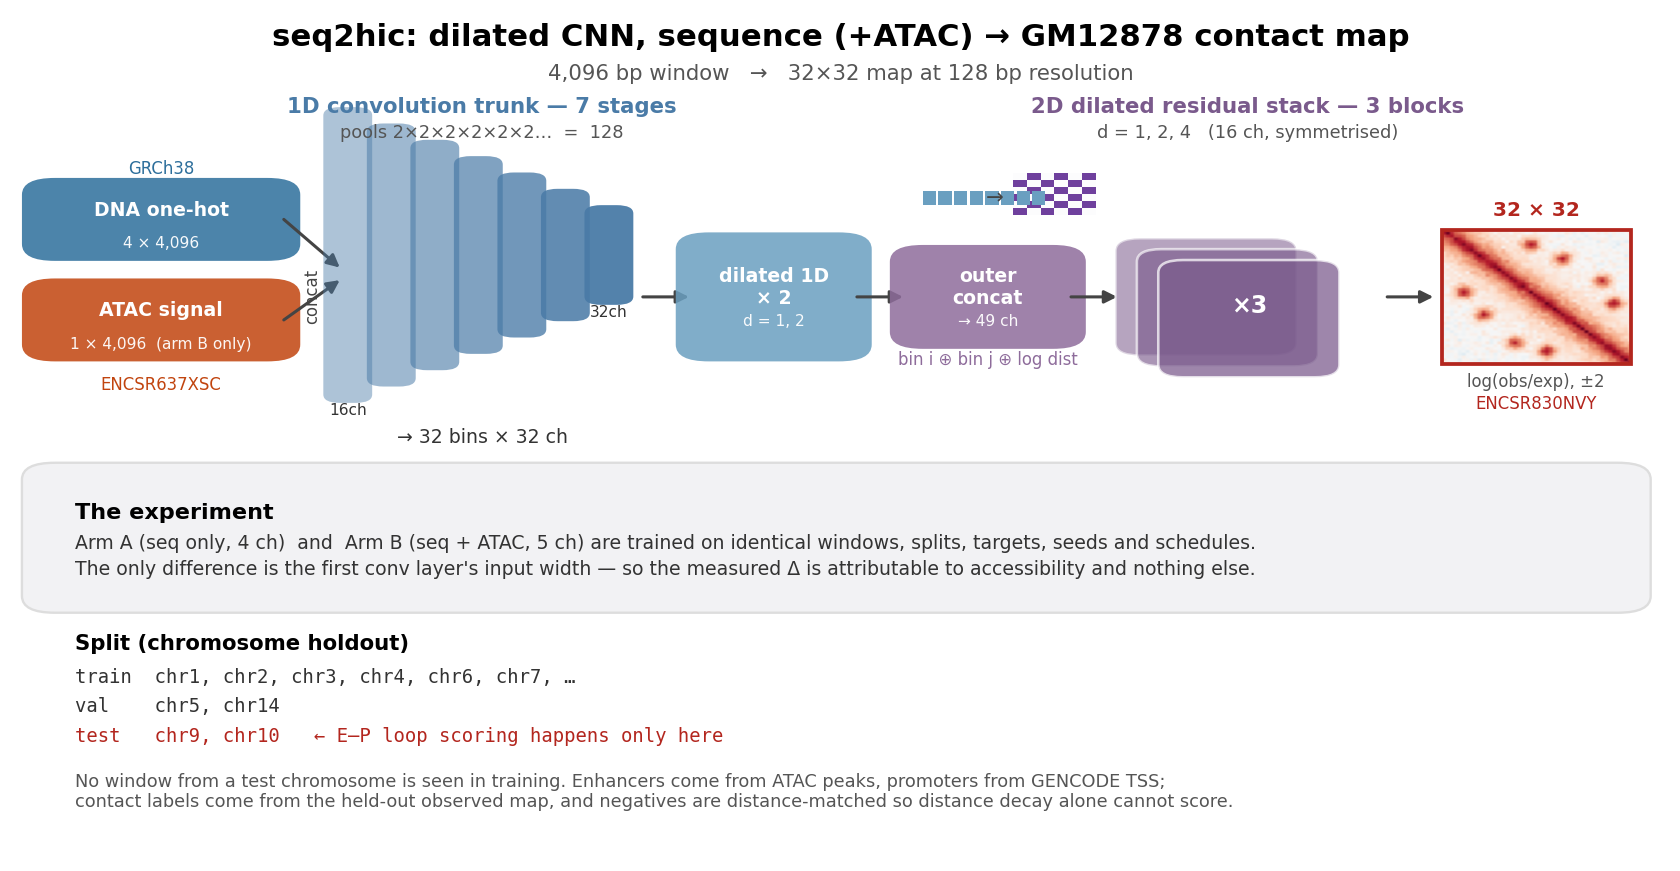 seq2hic: dilated CNN, sequence (+ATAC) → GM12878 contact map
4,096 bp window → 32×32 map at 128 bp resolution
1D convolution trunk — 7 stages
pools 2×2×2×2×2×2… = 128
2D dilated residual stack — 3 blocks
d = 1, 2, 4 (16 ch, symmetrised)
GRCh38
DNA one-hot
4 × 4,096
ATAC signal
1 × 4,096 (arm B only)
ENCSR637XSC
concat
16ch
32ch
→ 32 bins × 32 ch
dilated 1D
× 2
d = 1, 2
→
outer
concat
→ 49 ch
bin i ⊕ bin j ⊕ log dist
×3
32 × 32
log(obs/exp), ±2
ENCSR830NVY
The experiment
Arm A (seq only, 4 ch) and Arm B (seq + ATAC, 5 ch) are trained on identical windows, splits, targets, seeds and schedules.
The only difference is the first conv layer's input width — so the measured Δ is attributable to accessibility and nothing else.
Split (chromosome holdout)
train chr1, chr2, chr3, chr4, chr6, chr7, …
val chr5, chr14
test chr9, chr10 ← E–P loop scoring happens only here
No window from a test chromosome is seen in training. Enhancers come from ATAC peaks, promoters from GENCODE TSS;
contact labels come from the held-out observed map, and negatives are distance-matched so distance decay alone cannot score.